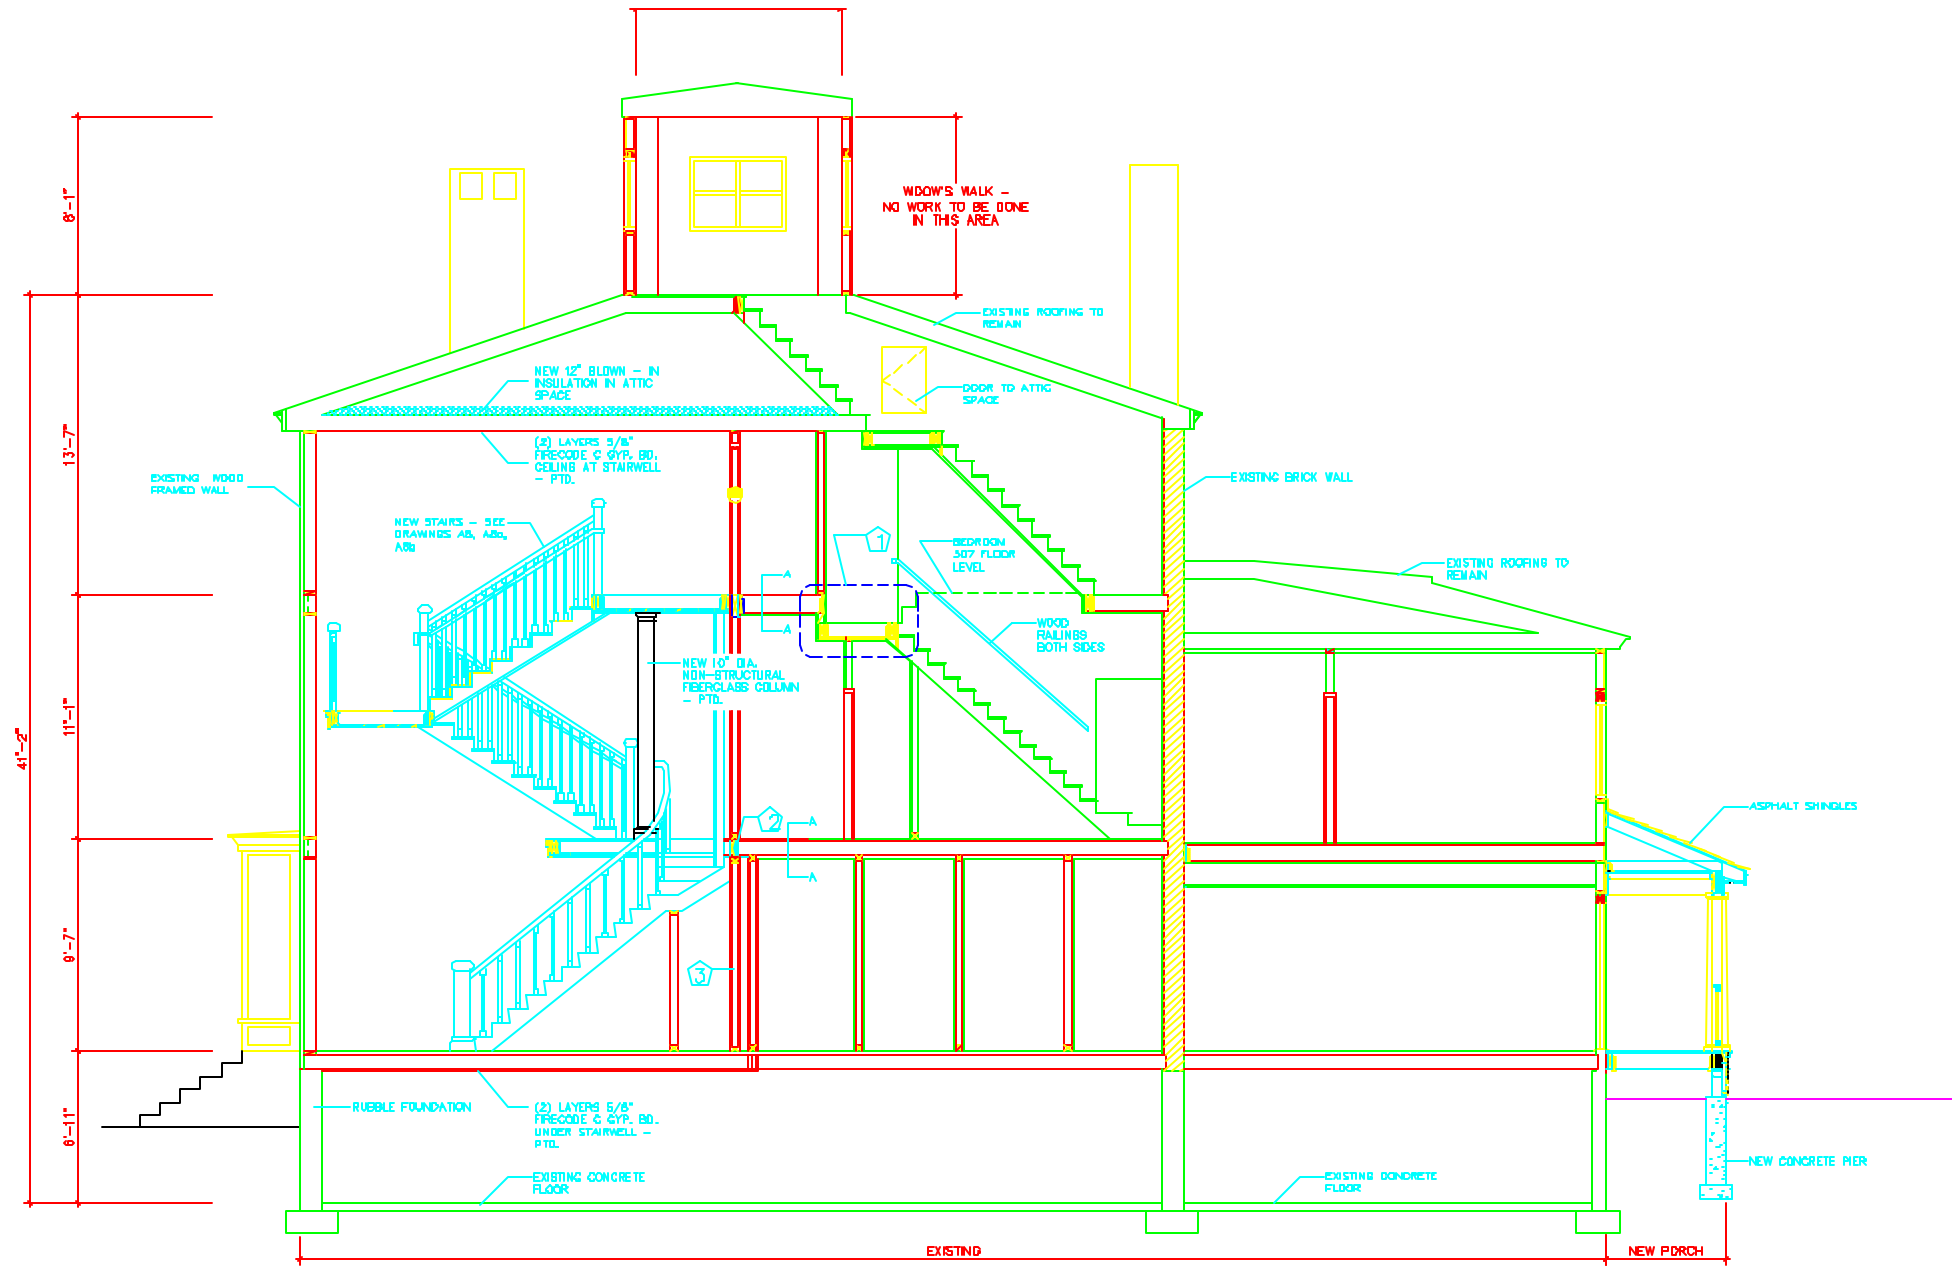 WIDOW'S WALK -
NO WORK TO BE DONE
IN THIS AREA
8'-1"
EXISTING ROOFING TO
REMAIN
NEW 12" BLOWN - IN
INSULATION IN ATTIC
SPACE
DOOR TO ATTIC
SPACE
13'-7"
(2) LAYERS 5/8"
FIRECODE C GYP. BD.
CEILING AT STAIRWELL
- PTD.
EXISTING WOOD
FRAMED WALL
EXISTING BRICK WALL
NEW STAIRS - SEE
DRAWINGS A8, A8a,
A8b
1
BEDROOM
307 FLOOR
LEVEL
EXISTING ROOFING TO
REMAIN
A
A
WOOD
RAILINGS
BOTH SIDES
NEW 10" DIA.
NON-STRUCTURAL
FIBERGLASS COLUMN
- PTD.
11'-1"
41'-2"
ASPHALT SHINGLES
2
A
A
9'-7"
3
6'-11"
RUBBLE FOUNDATION
(2) LAYERS 5/8"
FIRECODE C GYP. BD.
UNDER STAIRWELL -
PTD.
NEW CONCRETE PIER
EXISTING CONCRETE
FLOOR
EXISTING CONCRETE
FLOOR
EXISTING
NEW PORCH